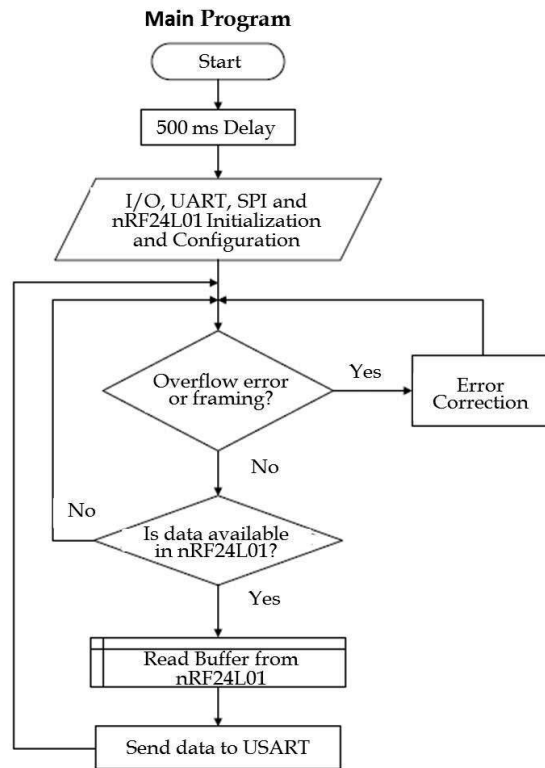 Main Program
Start
500 ms Delay
I/O, UART, SPI and
nRF24L01 Initialization
and Configuration
Overflow error
or framing?
Yes
Error
Correction
No
No
Is data available
in nRF24L01?
Yes
Read Buffer from
nRF24L01
Send data to USART